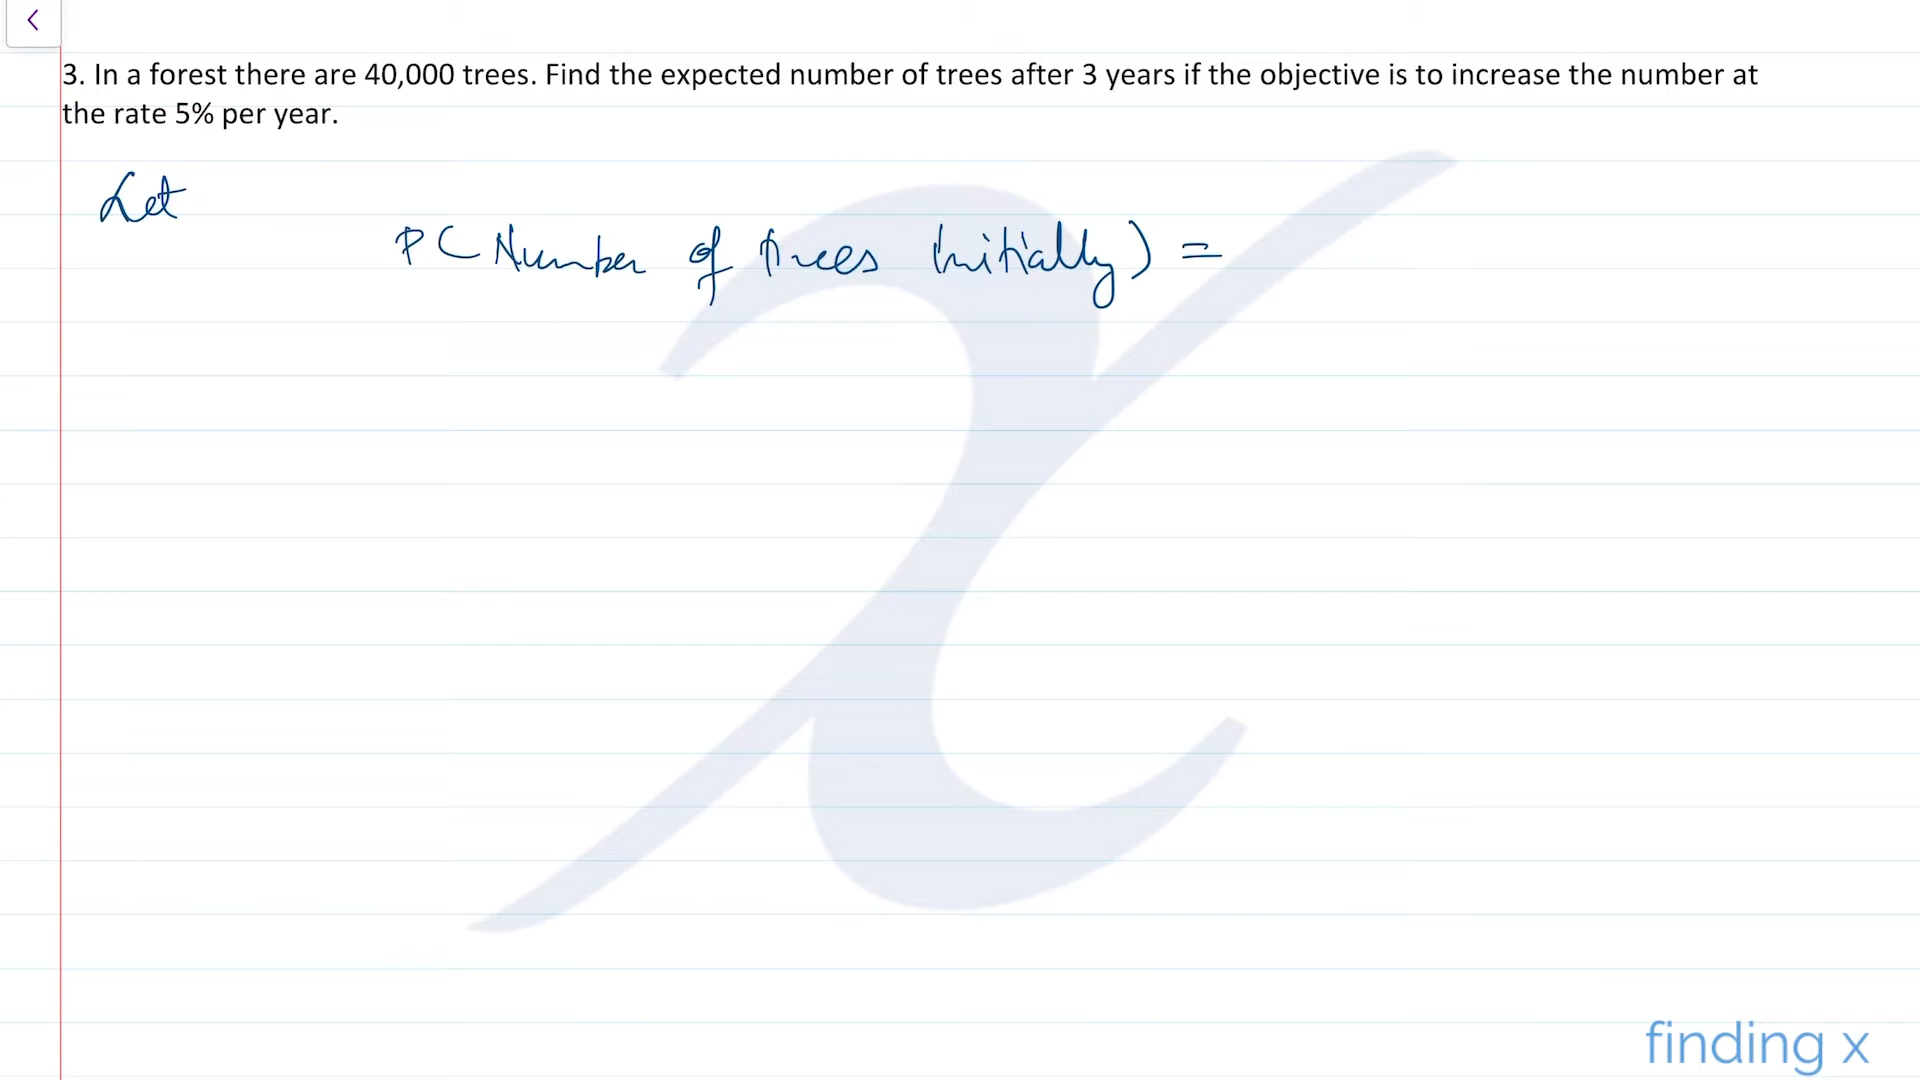 3. In a forest there are 40,000 trees. Find the expected number of trees after 3 years if the objective is to increase the number at
the rate 5% per year.
Let
P ( Number of trees initially ) =
finding x